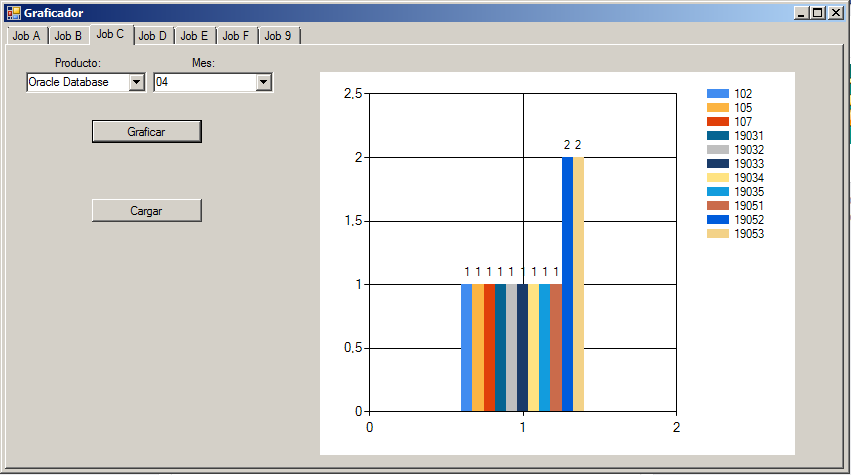 Graficador
Job A Job B Job C Job D Job E Job F Job 9
Producto: Mes:
Oracle Database 04
Graficar
Cargar
2,5
2
1,5
1
0,5
0
2 2
1 1 1 1 1 1 1 1 1
0 1 2
102
105
107
19031
19032
19033
19034
19035
19051
19052
19053